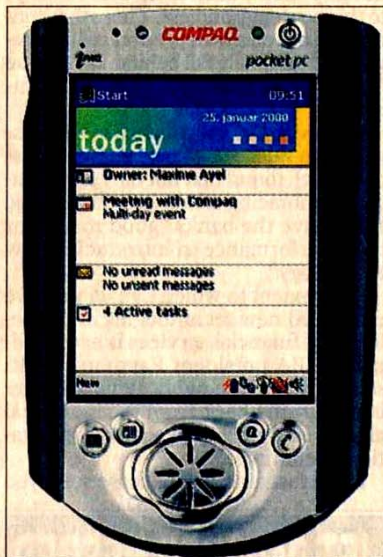 COMPAQ
iPAQ
pocket pc
Start 09:51
25. januar 2000
today
Owner: Maxime Ayel
Meeting with Compaq
Multi-day event
No unread messages
No unsent messages
4 Active tasks
New